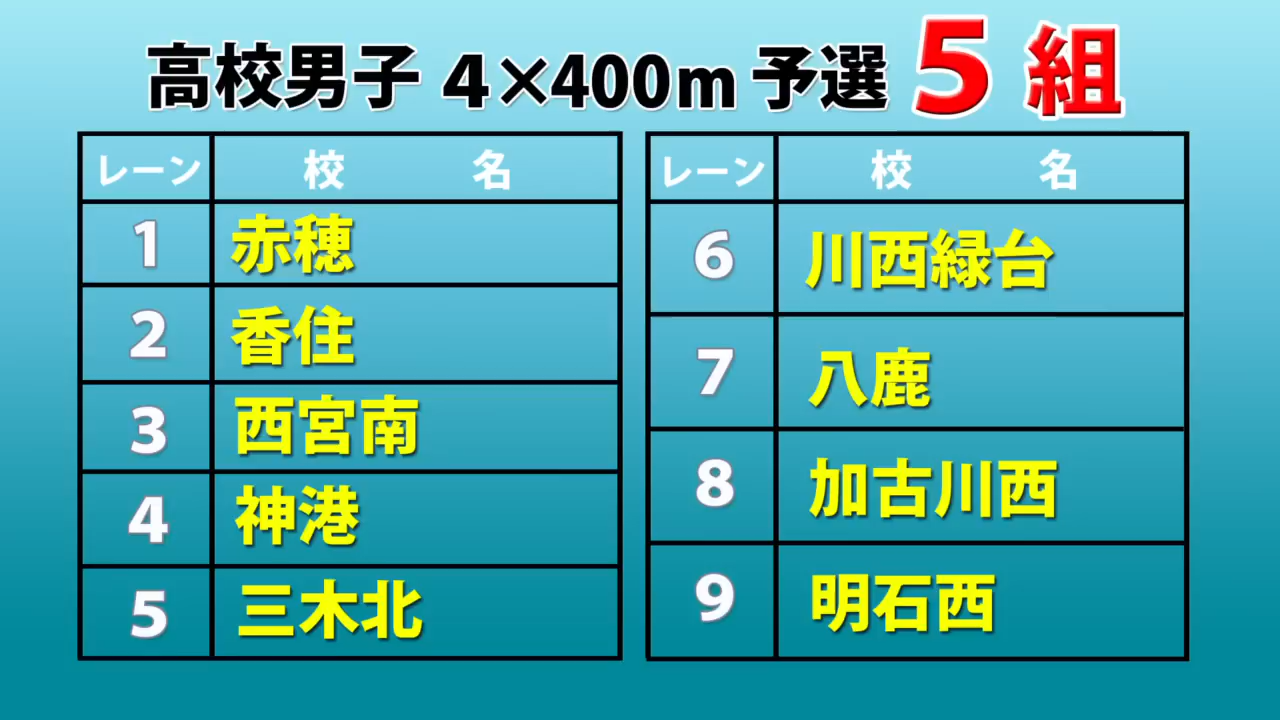 高校男子 4×400m 予選 5 組
レーン 校 名
1 赤穂
2 香住
3 西宮南
4 神港
5 三木北
レーン 校 名
6 川西緑台
7 八鹿
8 加古川西
9 明石西